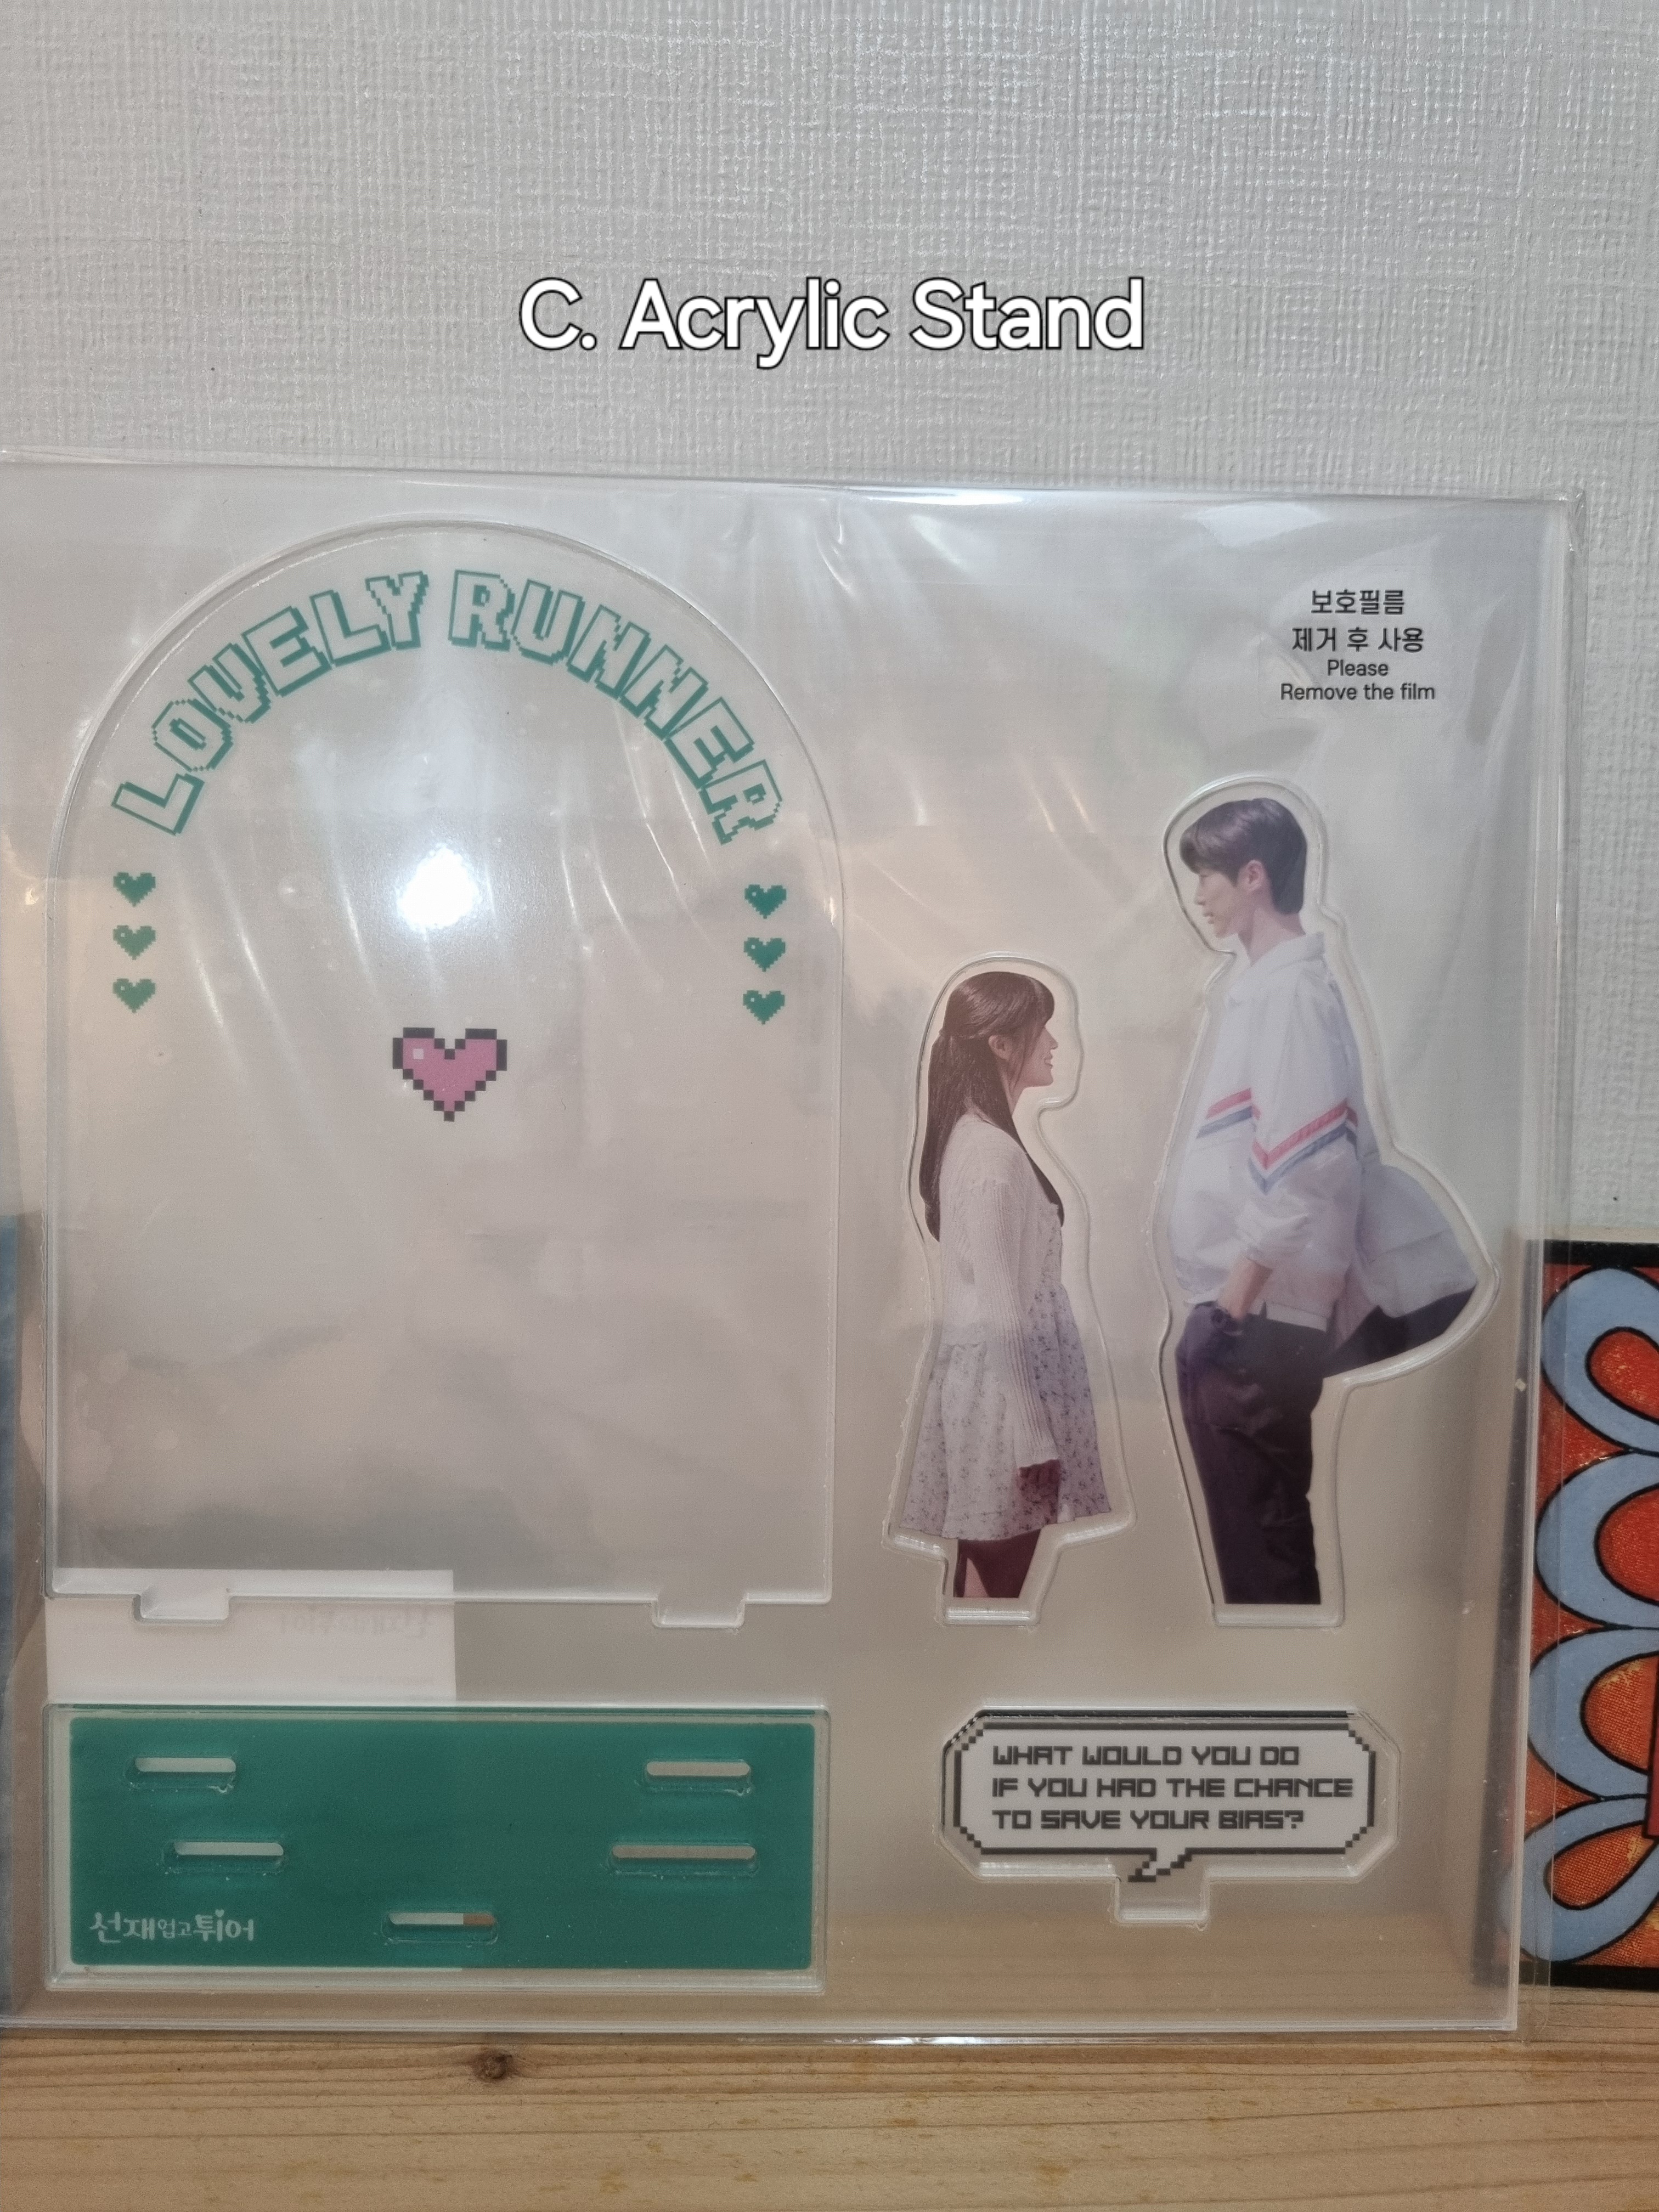 C. Acrylic Stand
LOVELY RUNNER
보호필름
제거 후 사용
Please
Remove the film
WHAT WOULD YOU DO
IF YOU HAD THE CHANCE
TO SAVE YOUR BIAS?
선재업고튀어